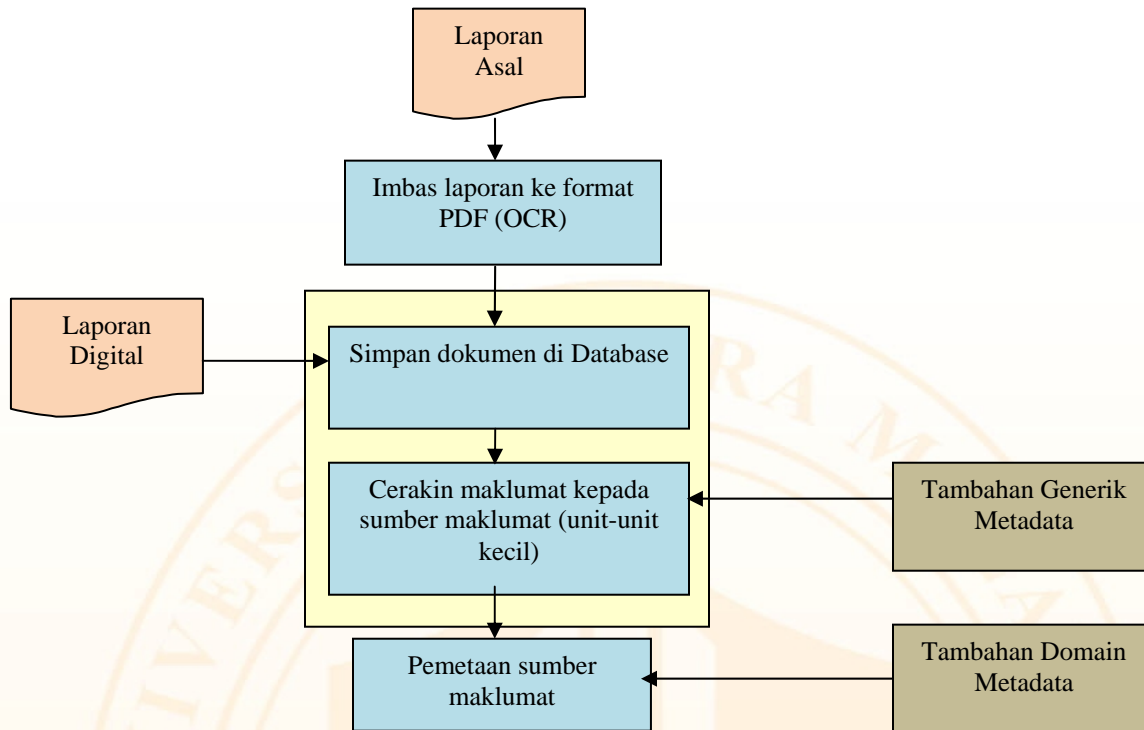 Laporan
Asal
Imbas laporan ke format
PDF (OCR)
Laporan
Digital
Simpan dokumen di Database
Cerakin maklumat kepada
sumber maklumat (unit-unit
kecil)
Tambahan Generik
Metadata
Pemetaan sumber
maklumat
Tambahan Domain
Metadata